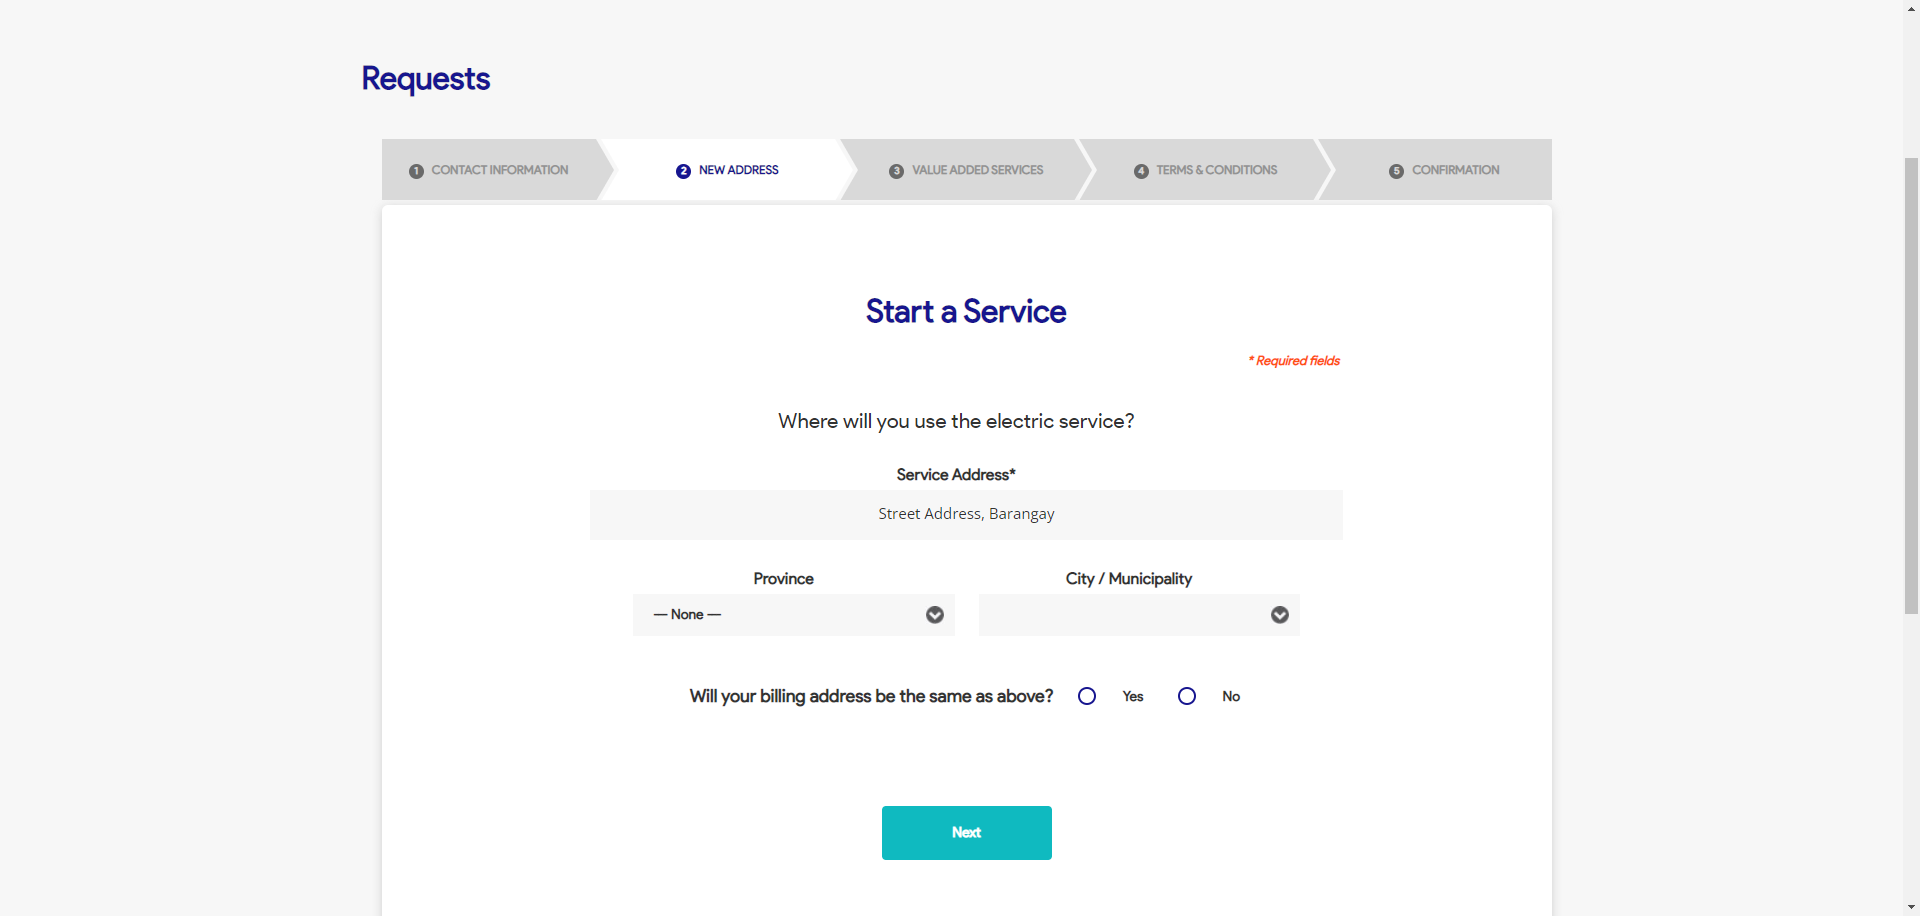 Requests
1 CONTACT INFORMATION
2 NEW ADDRESS
3 VALUE ADDED SERVICES
4 TERMS & CONDITIONS
5 CONFIRMATION
Start a Service
* Required fields
Where will you use the electric service?
Service Address*
Street Address, Barangay
Province
City / Municipality
— None —
Will your billing address be the same as above? Yes No
Next